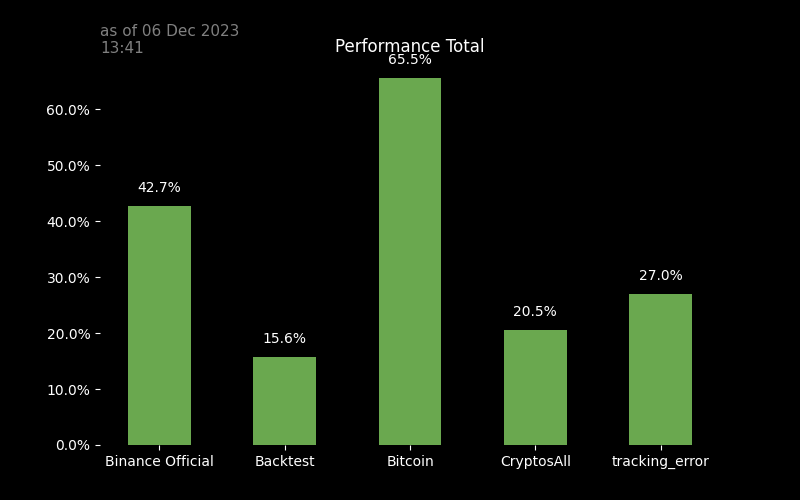 as of 06 Dec 2023
13:41
Performance Total
65.5%
60.0%
50.0%
42.7%
40.0%
30.0%
27.0%
20.5%
20.0%
15.6%
10.0%
0.0%
Binance Official
Backtest
Bitcoin
CryptosAll
tracking_error